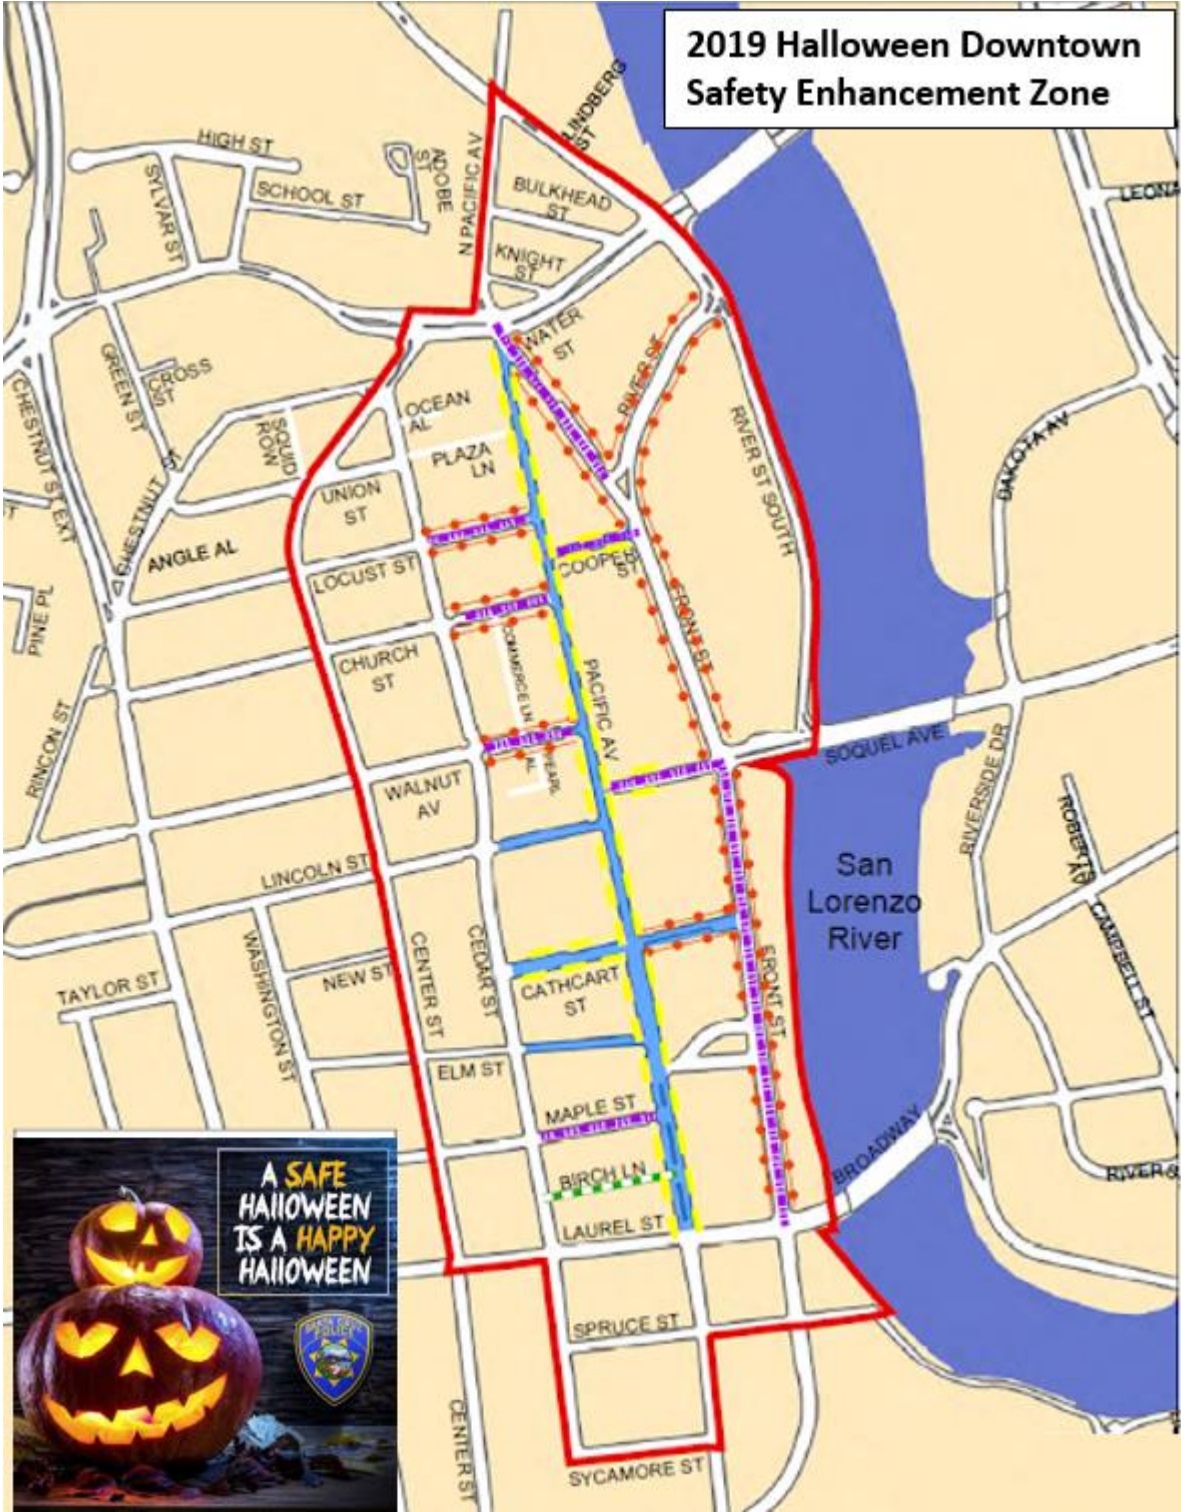 2019 Halloween Downtown
Safety Enhancement Zone
LINDBERG
ST
HIGH ST
ADOBE
ST
N PACIFIC AV
SYLVAR ST
SCHOOL ST
BULKHEAD
ST
LEONA
KNIGHT
ST
WATER
ST
RIVER ST
GREEN ST
CROSS
ST
CHESTNUT ST EXT
OCEAN
AL
SQUID
ROW
PLAZA
LN
RIVER ST SOUTH
DAKOTA AV
CHESTNUT ST
UNION
ST
ANGLE AL
LOCUST ST
COOPER
ST
PINE PL
FRONT ST
COMMERCE LN
CHURCH
ST
PACIFIC AV
RINCON ST
SOQUEL AVE
RIVERSIDE DR
PEARL
AL
WALNUT
AV
ROBERTS
AV
LINCOLN ST
San
Lorenzo
River
CAMPBELL ST
WASHINGTON ST
CENTER ST
CEDAR ST
FRONT ST
TAYLOR ST
NEW ST
CATHCART
ST
ELM ST
MAPLE ST
BROADWAY
BIRCH LN
RIVER S
LAUREL ST
A SAFE
HALLOWEEN
IS A HAPPY
HALLOWEEN
POLICE
SPRUCE ST
CENTER ST
SYCAMORE ST